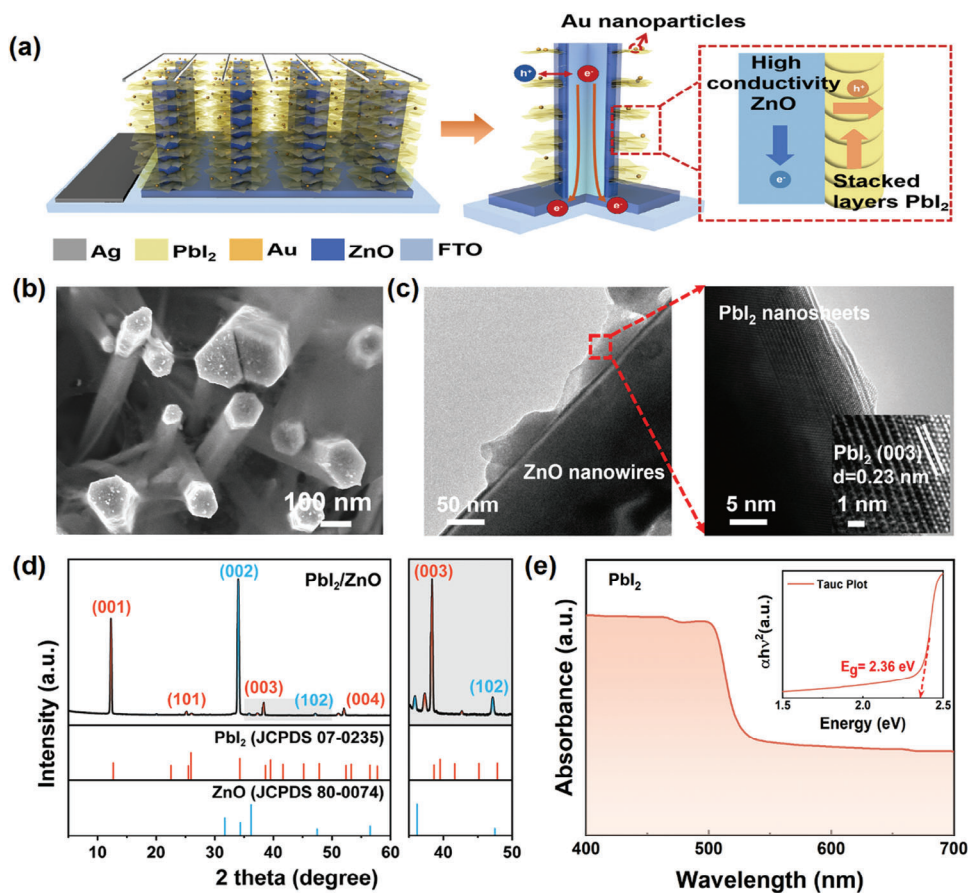 (a)
Au nanoparticles
h⁺
e⁻
e⁻
e⁻
High
conductivity
ZnO
h⁺
e⁻
Stacked
layers PbI₂
Ag
PbI₂
Au
ZnO
FTO
(b)
100 nm
(c)
ZnO nanowires
50 nm
PbI₂ nanosheets
PbI₂ (003)
d=0.23 nm
5 nm
1 nm
(d)
Intensity (a.u.)
(001)
(101)
(002)
(003)
(102)
(004)
PbI₂/ZnO
PbI₂ (JCPDS 07-0235)
ZnO (JCPDS 80-0074)
10 20 30 40 50 60
2 theta (degree)
(003)
(102)
40 50
(e)
Absorbance (a.u.)
PbI₂
Tauc Plot
αhν²(a.u.)
E_g= 2.36 eV
1.5 2.0 2.5
Energy (eV)
400 500 600 700
Wavelength (nm)